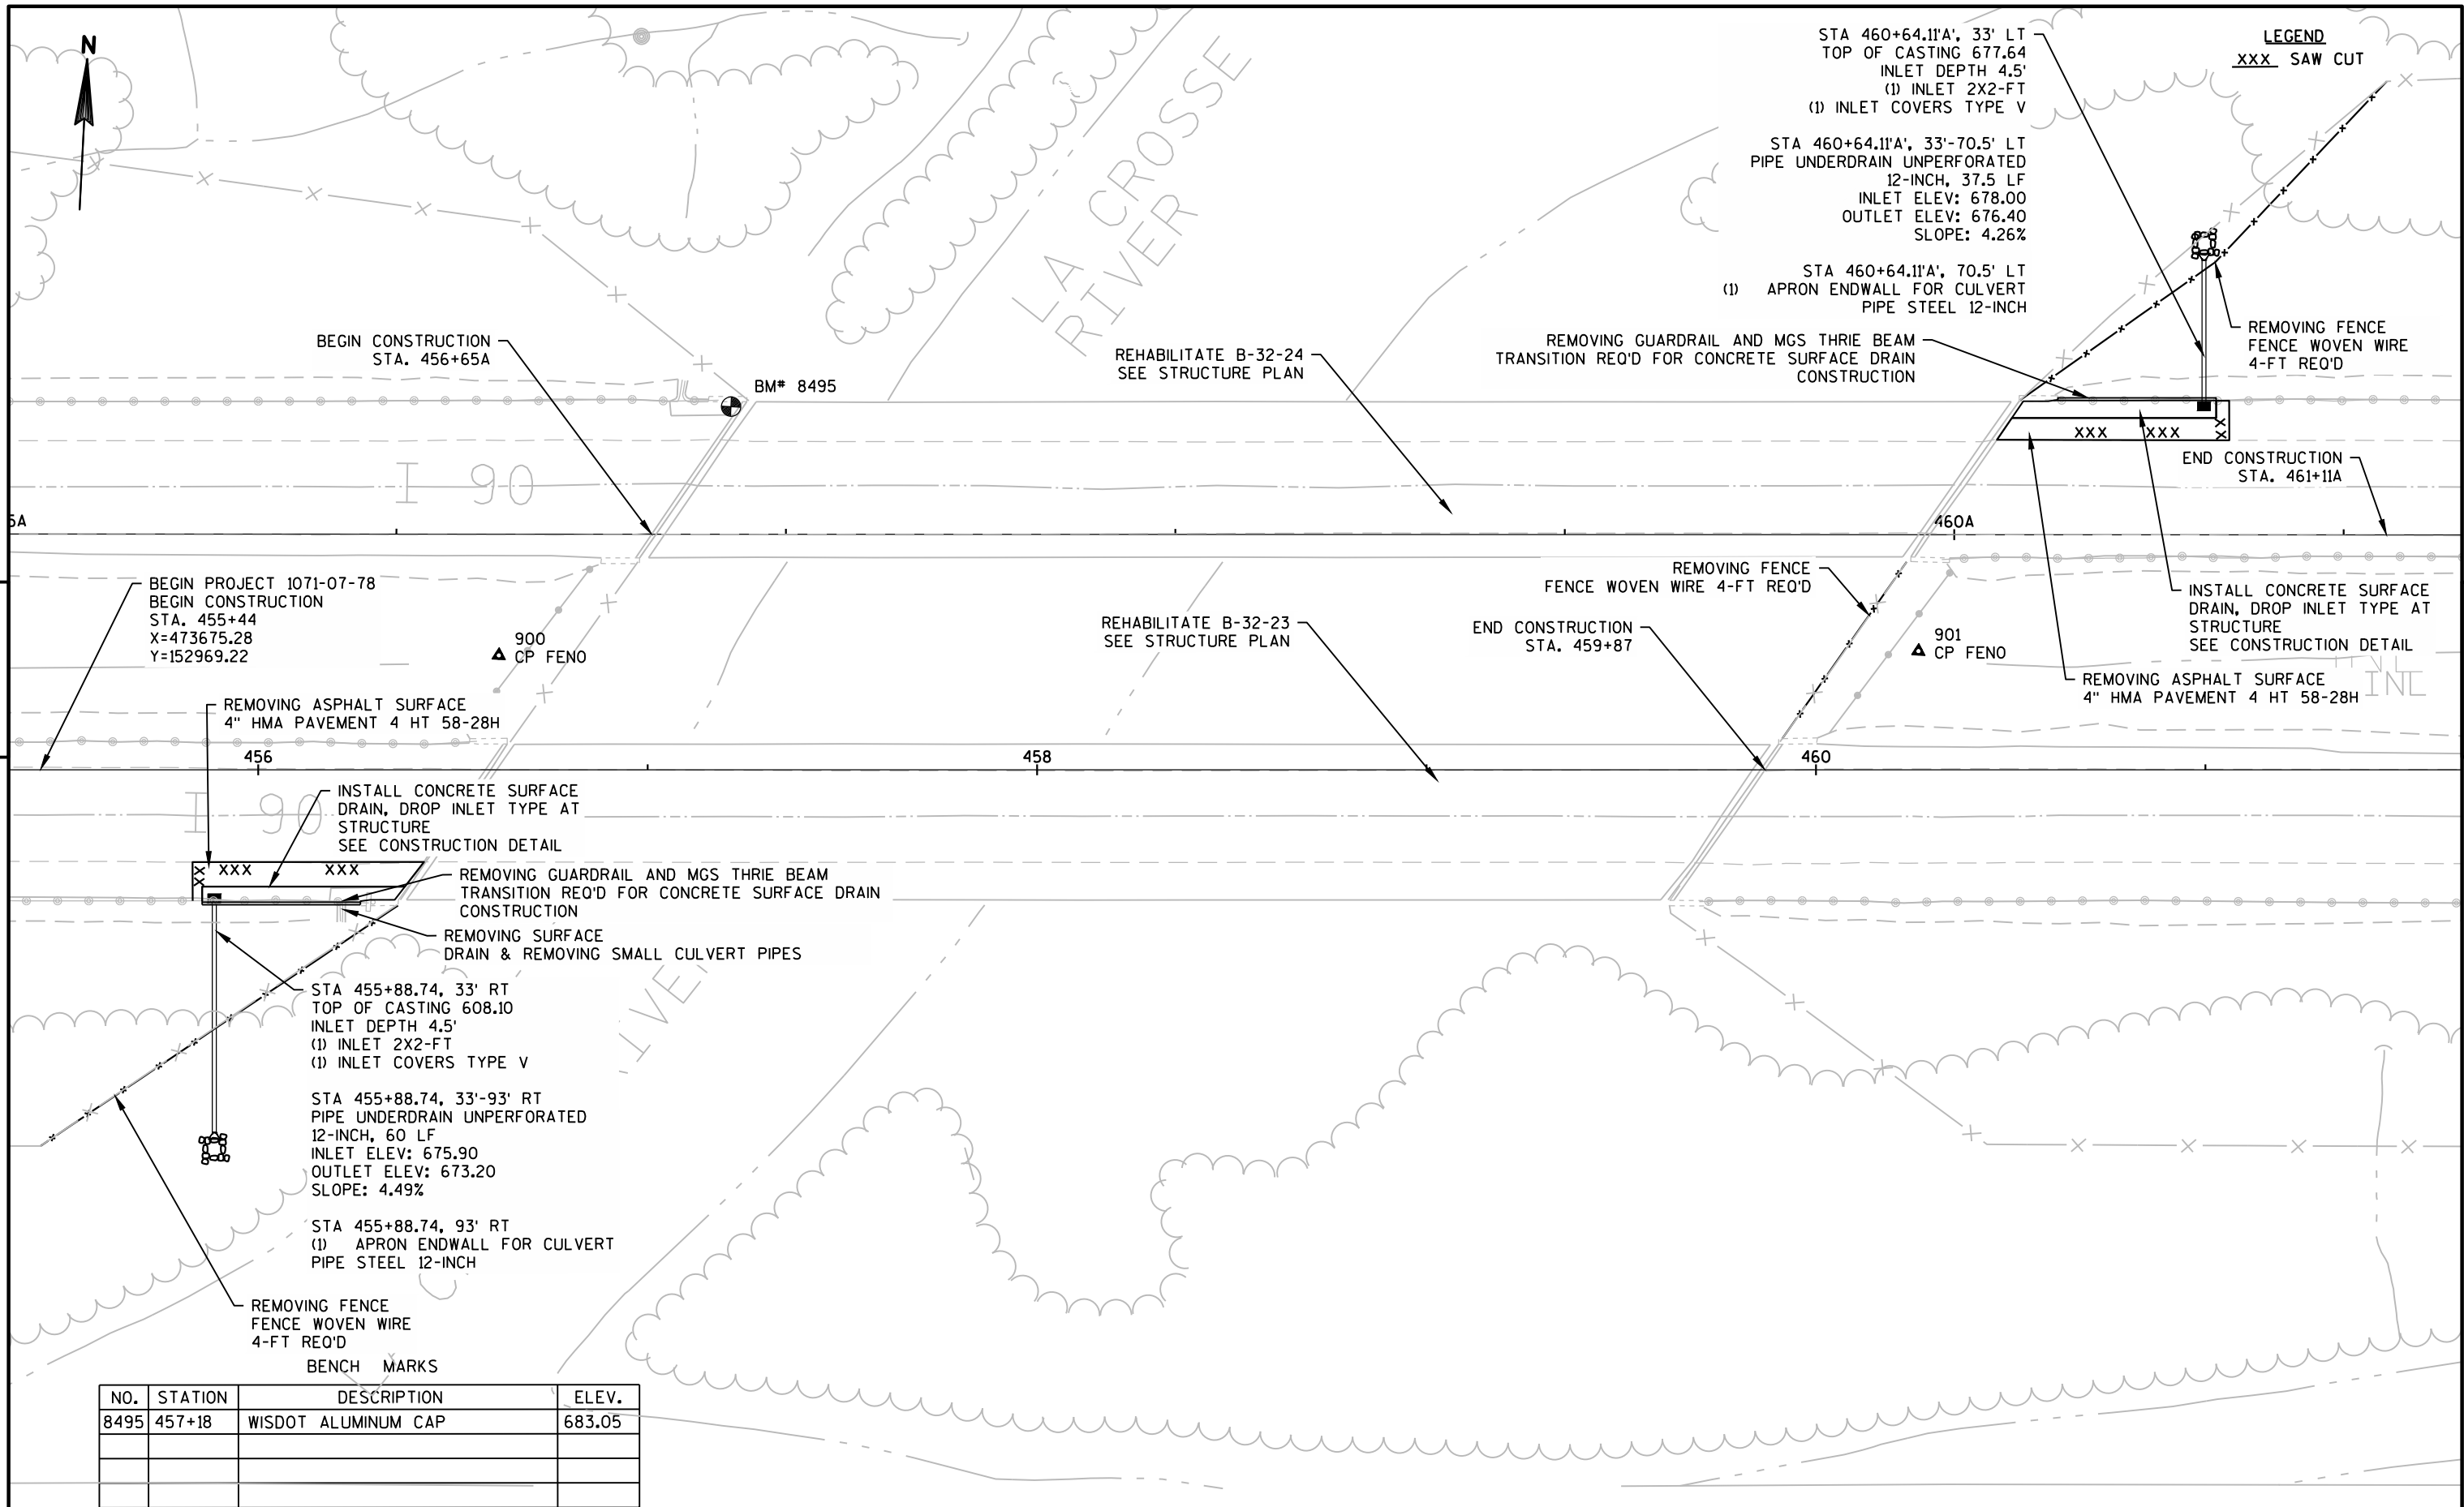 N
LEGEND
XXX SAW CUT
STA 460+64.11'A', 33' LT
TOP OF CASTING 677.64
INLET DEPTH 4.5'
(1) INLET 2X2-FT
(1) INLET COVERS TYPE V
STA 460+64.11'A', 33'-70.5' LT
PIPE UNDERDRAIN UNPERFORATED
12-INCH, 37.5 LF
INLET ELEV: 678.00
OUTLET ELEV: 676.40
SLOPE: 4.26%
STA 460+64.11'A', 70.5' LT
(1) APRON ENDWALL FOR CULVERT
PIPE STEEL 12-INCH
LA CROSSE
RIVER
BEGIN CONSTRUCTION
STA. 456+65A
BM# 8495
REHABILITATE B-32-24
SEE STRUCTURE PLAN
REMOVING GUARDRAIL AND MGS THRIE BEAM
TRANSITION REQ'D FOR CONCRETE SURFACE DRAIN
CONSTRUCTION
REMOVING FENCE
FENCE WOVEN WIRE
4-FT REQ'D
XXX XXX
XX
END CONSTRUCTION
STA. 461+11A
I 90
5A
460A
BEGIN PROJECT 1071-07-78
BEGIN CONSTRUCTION
STA. 455+44
X=473675.28
Y=152969.22
900
CP FENO
REMOVING FENCE
FENCE WOVEN WIRE 4-FT REQ'D
REHABILITATE B-32-23
SEE STRUCTURE PLAN
END CONSTRUCTION
STA. 459+87
901
CP FENO
INSTALL CONCRETE SURFACE
DRAIN, DROP INLET TYPE AT
STRUCTURE
SEE CONSTRUCTION DETAIL
REMOVING ASPHALT SURFACE
4" HMA PAVEMENT 4 HT 58-28H
INL
REMOVING ASPHALT SURFACE
4" HMA PAVEMENT 4 HT 58-28H
456
458
460
I 90
INSTALL CONCRETE SURFACE
DRAIN, DROP INLET TYPE AT
STRUCTURE
SEE CONSTRUCTION DETAIL
XXX XXX
XX
REMOVING GUARDRAIL AND MGS THRIE BEAM
TRANSITION REQ'D FOR CONCRETE SURFACE DRAIN
CONSTRUCTION
REMOVING SURFACE
DRAIN & REMOVING SMALL CULVERT PIPES
STA 455+88.74, 33' RT
TOP OF CASTING 608.10
INLET DEPTH 4.5'
(1) INLET 2X2-FT
(1) INLET COVERS TYPE V
STA 455+88.74, 33'-93' RT
PIPE UNDERDRAIN UNPERFORATED
12-INCH, 60 LF
INLET ELEV: 675.90
OUTLET ELEV: 673.20
SLOPE: 4.49%
STA 455+88.74, 93' RT
(1) APRON ENDWALL FOR CULVERT
PIPE STEEL 12-INCH
REMOVING FENCE
FENCE WOVEN WIRE
4-FT REQ'D
BENCH MARKS
NO. STATION DESCRIPTION ELEV.
8495 457+18 WISDOT ALUMINUM CAP 683.05